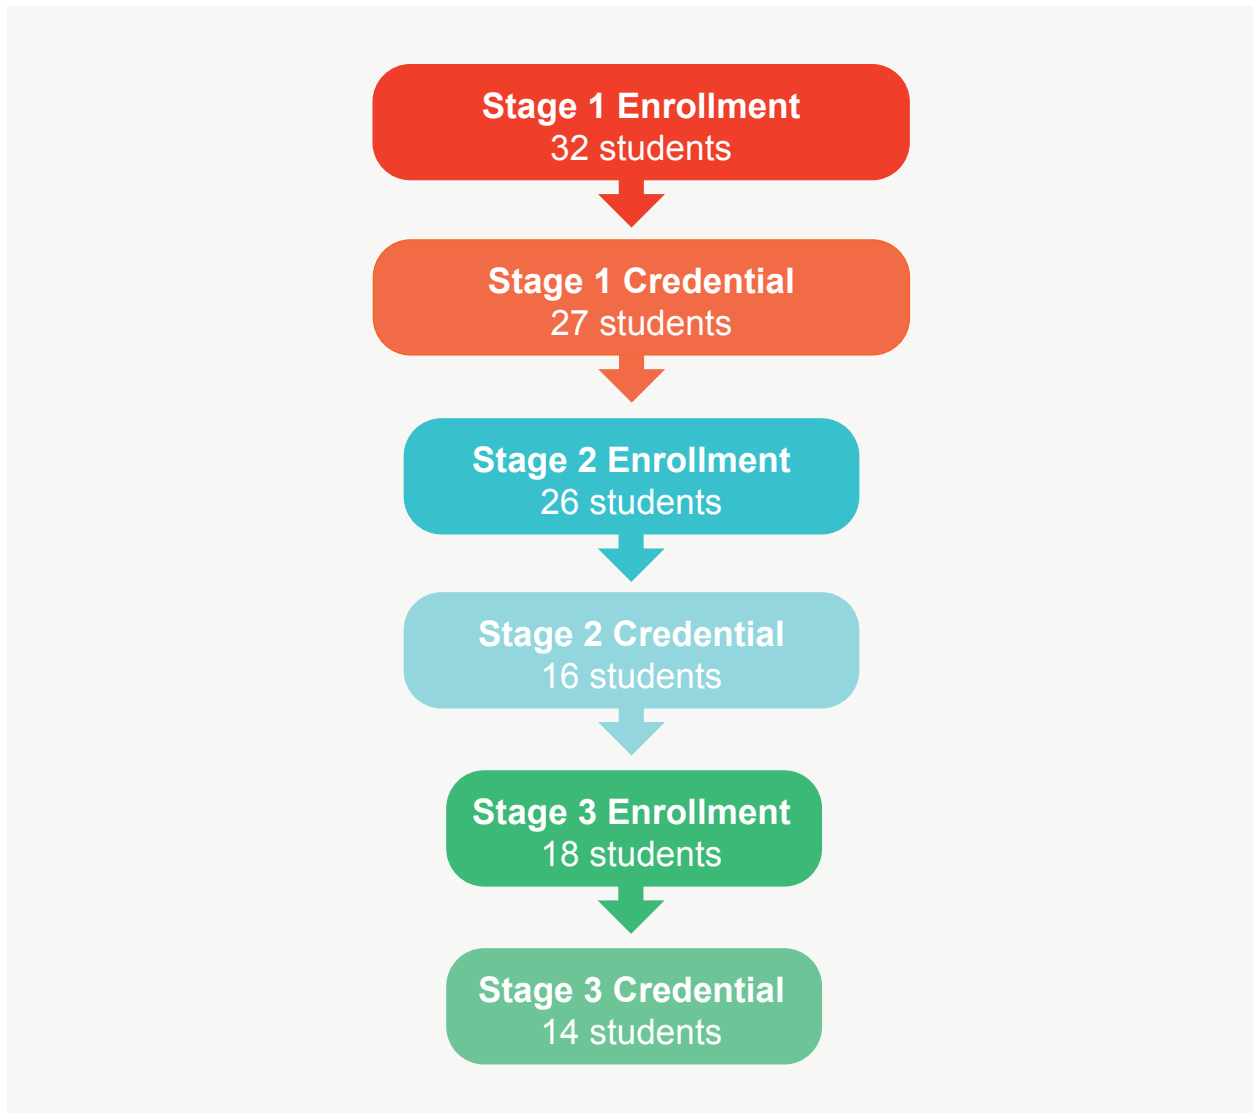 Stage 1 Enrollment
32 students
Stage 1 Credential
27 students
Stage 2 Enrollment
26 students
Stage 2 Credential
16 students
Stage 3 Enrollment
18 students
Stage 3 Credential
14 students